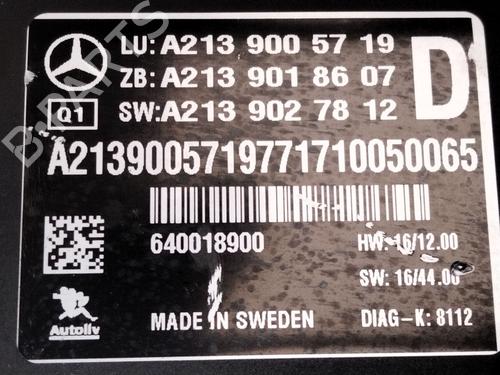 LU: A213 900 57 19
ZB: A213 901 86 07
Q1 SW: A213 902 78 12
D
A2139005719771710050065
640018900
HW: 16/12.00
SW: 16/44.00
Autoliv
MADE IN SWEDEN
DIAG-K: 8112
B-PARTS